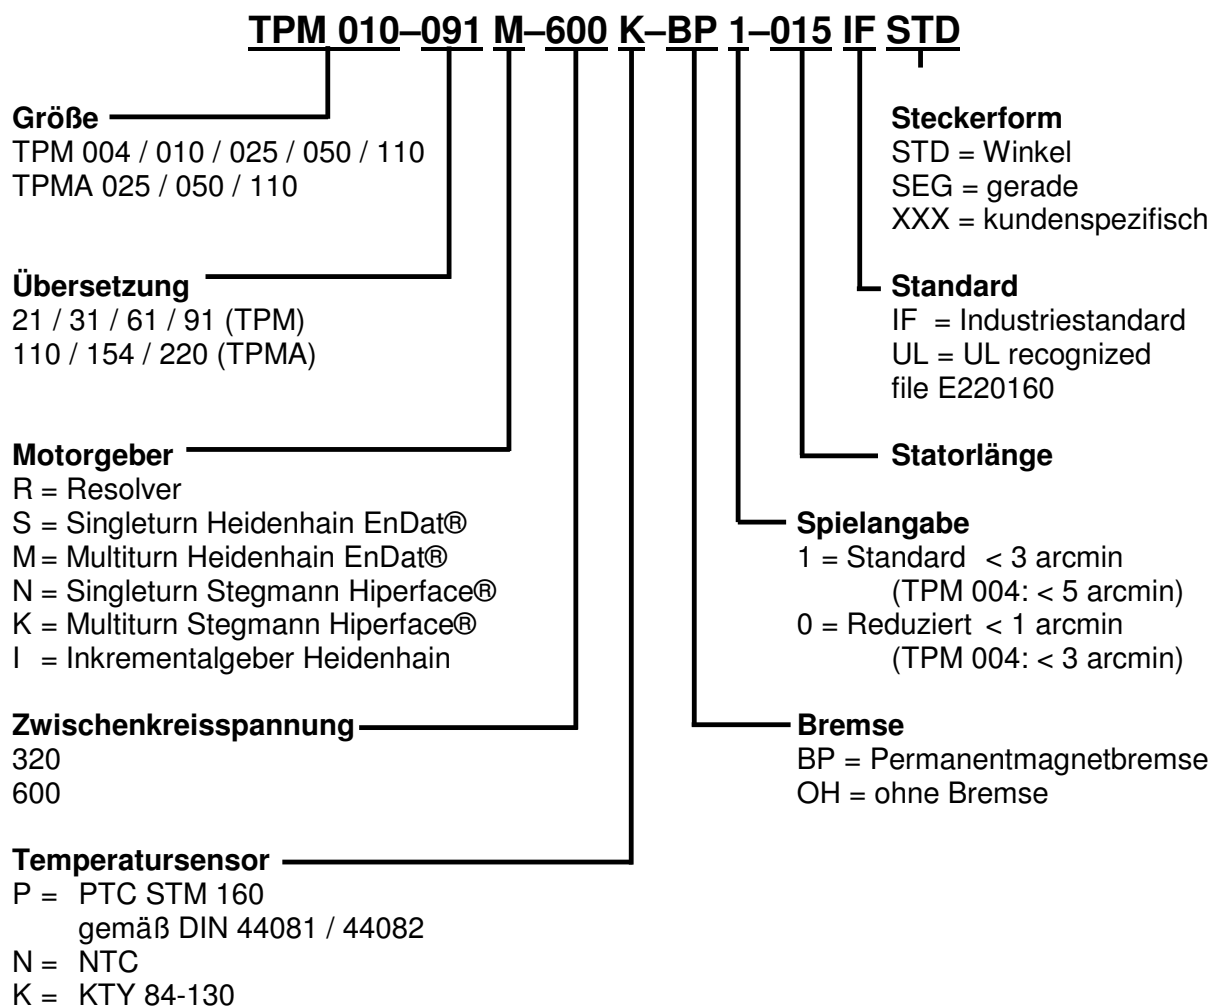 TPM 010–091 M–600 K–BP 1–015 IF STD
Größe
TPM 004 / 010 / 025 / 050 / 110
TPMA 025 / 050 / 110
Übersetzung
21 / 31 / 61 / 91 (TPM)
110 / 154 / 220 (TPMA)
Motorgeber
R = Resolver
S = Singleturn Heidenhain EnDat®
M = Multiturn Heidenhain EnDat®
N = Singleturn Stegmann Hiperface®
K = Multiturn Stegmann Hiperface®
I = Inkrementalgeber Heidenhain
Zwischenkreisspannung
320
600
Temperatursensor
P = PTC STM 160
gemäß DIN 44081 / 44082
N = NTC
K = KTY 84-130
Steckerform
STD = Winkel
SEG = gerade
XXX = kundenspezifisch
Standard
IF = Industriestandard
UL = UL recognized
file E220160
Statorlänge
Spielangabe
1 = Standard < 3 arcmin
(TPM 004: < 5 arcmin)
0 = Reduziert < 1 arcmin
(TPM 004: < 3 arcmin)
Bremse
BP = Permanentmagnetbremse
OH = ohne Bremse